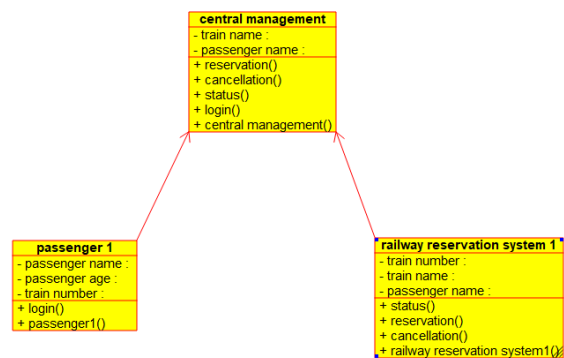 central management
- train name :
- passenger name :
+ reservation()
+ cancellation()
+ status()
+ login()
+ central management()
passenger 1
- passenger name :
- passenger age :
- train number :
+ login()
+ passenger1()
railway reservation system 1
- train number :
- train name :
- passenger name :
+ status()
+ reservation()
+ cancellation()
+ railway reservation system1()